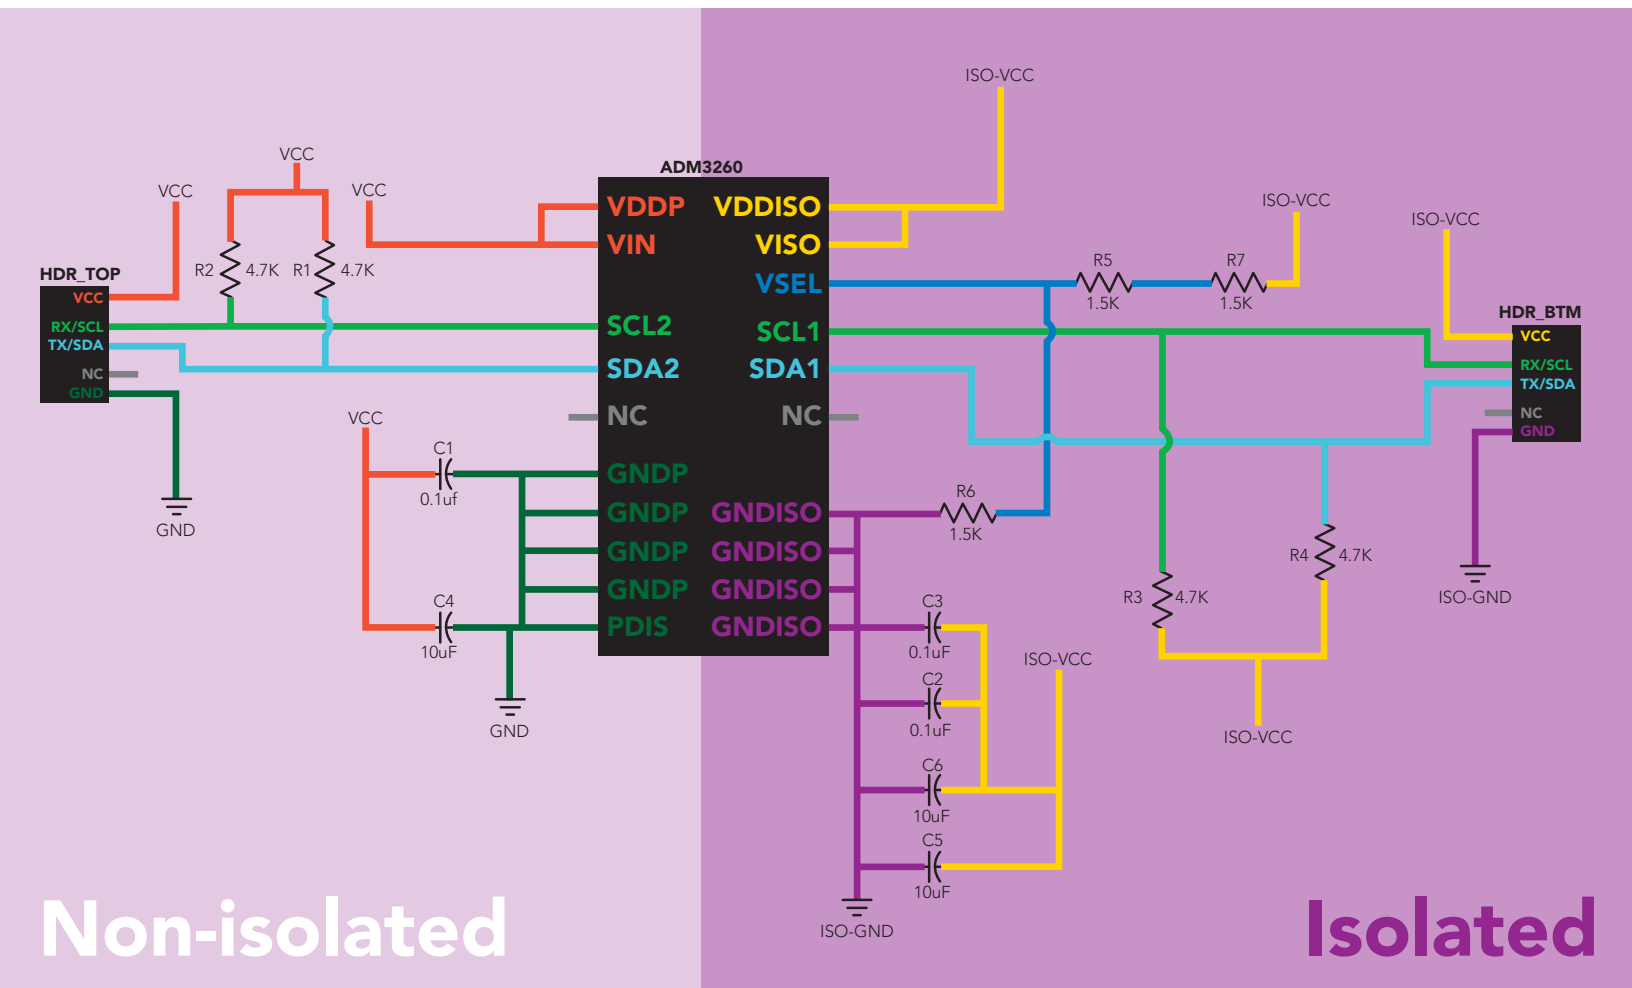 ISO-VCC
VCC
ADM3260
VCC
VCC
ISO-VCC
ISO-VCC
HDR_TOP
VCC
RX/SCL
TX/SDA
NC
GND
R2 4.7K
R1 4.7K
GND
VDDP
VIN
SCL2
SDA2
NC
GNDP
GNDP
GNDP
GNDP
PDIS
VDDISO
VISO
VSEL
SCL1
SDA1
NC
GNDISO
GNDISO
GNDISO
GNDISO
R5
1.5K
R7
1.5K
HDR_BTM
VCC
RX/SCL
TX/SDA
NC
GND
VCC
C1
0.1uf
C4
10uF
GND
R6
1.5K
R3 4.7K
R4 4.7K
ISO-GND
C3
0.1uF
C2
0.1uF
C6
10uF
C5
10uF
ISO-VCC
ISO-VCC
ISO-GND
Non-isolated
Isolated